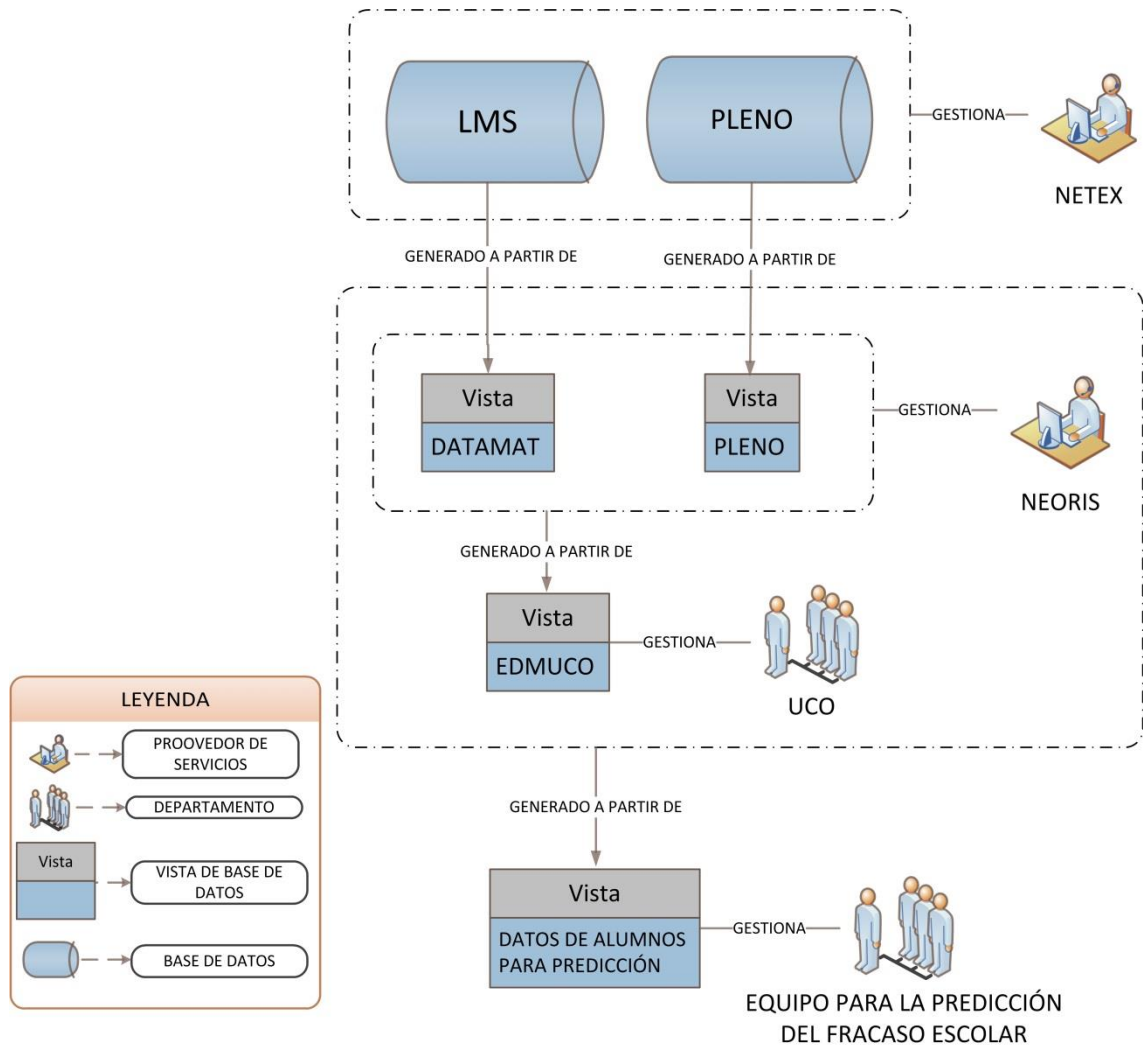 LMS
PLENO
GESTIONA
NETEX
GENERADO A PARTIR DE
GENERADO A PARTIR DE
Vista
DATAMAT
Vista
PLENO
GESTIONA
NEORIS
GENERADO A PARTIR DE
Vista
EDMUCO
GESTIONA
UCO
LEYENDA
PROOVEDOR DE
SERVICIOS
DEPARTAMENTO
Vista
VISTA DE BASE DE
DATOS
BASE DE DATOS
GENERADO A PARTIR DE
Vista
DATOS DE ALUMNOS
PARA PREDICCIÓN
GESTIONA
EQUIPO PARA LA PREDICCIÓN
DEL FRACASO ESCOLAR